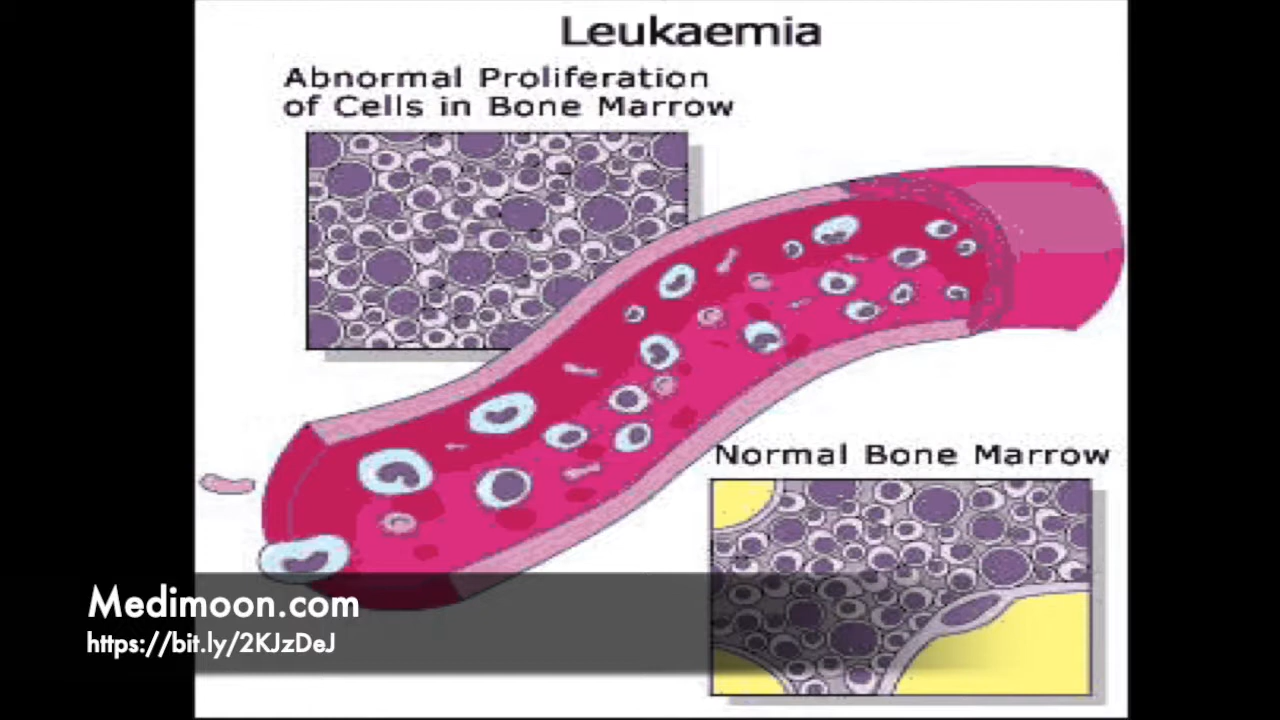 Leukaemia
Abnormal Proliferation
of Cells in Bone Marrow
Normal Bone Marrow
Medimoon.com
https://bit.ly/2KJzDeJ